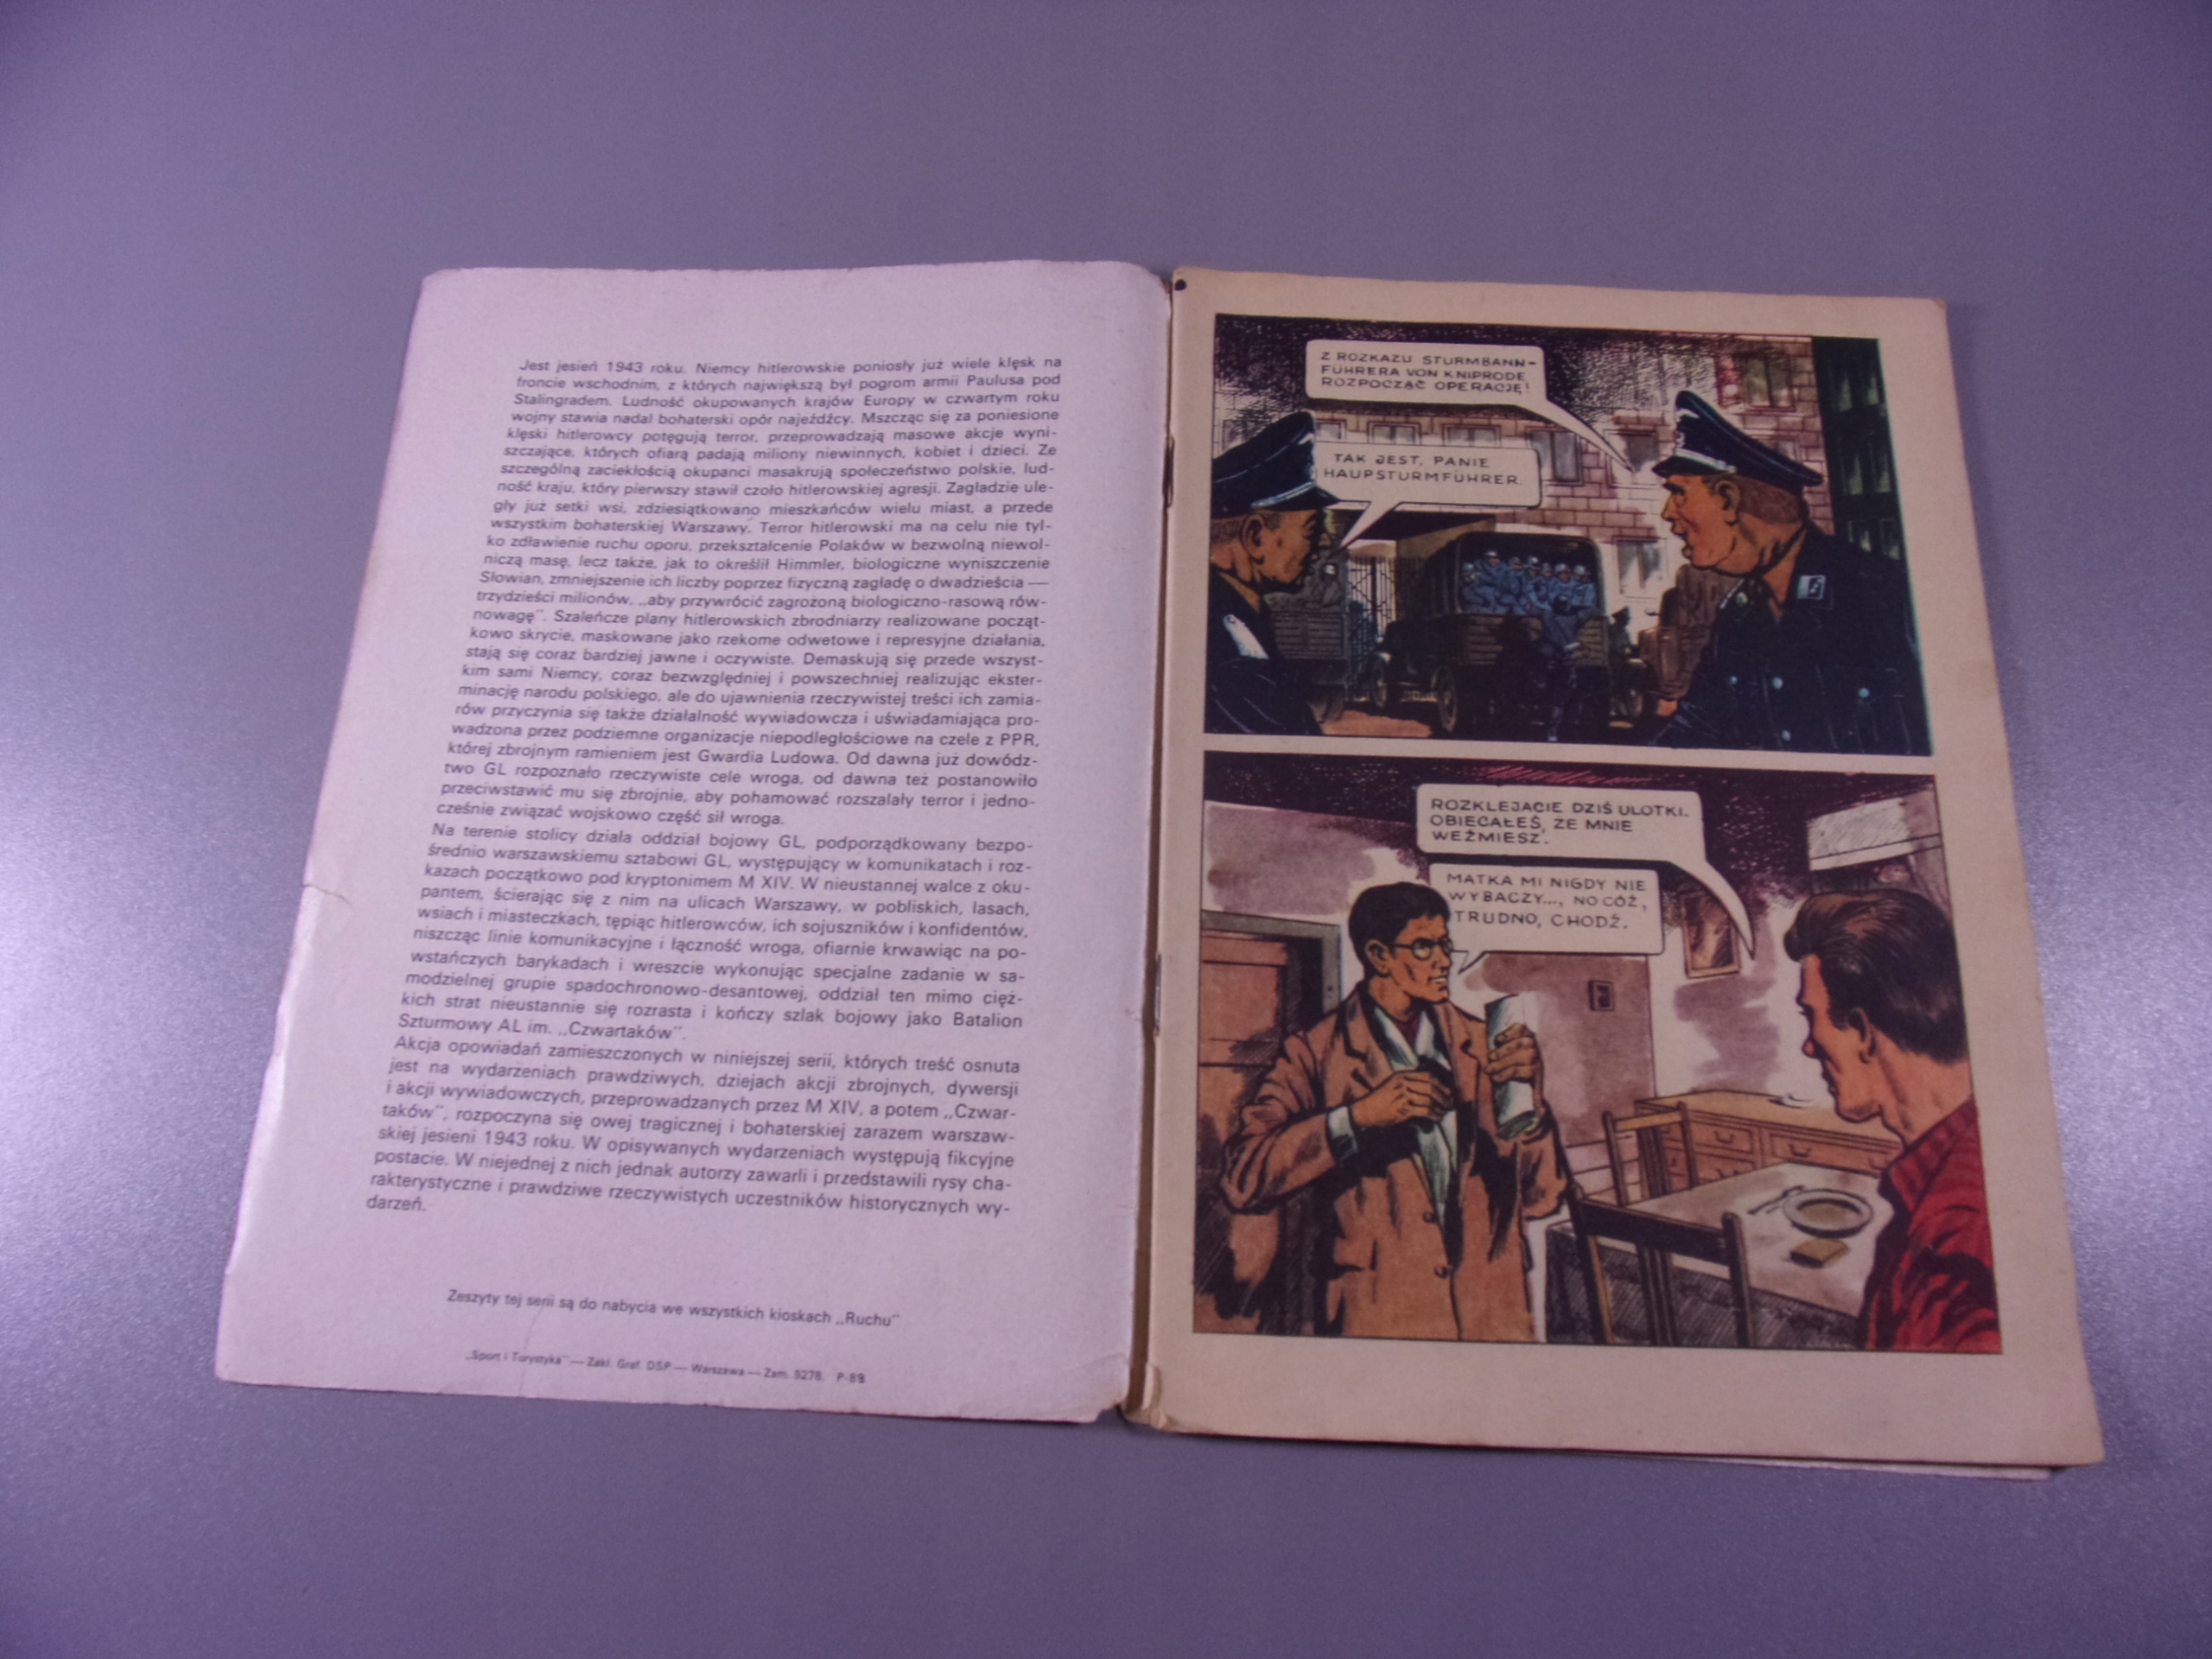 Jest jesień 1943 roku. Niemcy hitlerowskie poniosły już wiele klęsk na
froncie wschodnim, z których największą był pogrom armii Paulusa pod
Stalingradem. Ludność okupowanych krajów Europy w czwartym roku
wojny stawia nadal bohaterski opór najeźdźcy. Mszcząc się za poniesione
klęski hitlerowcy potęgują terror, przeprowadzają masowe akcje wyni-
szczające, których ofiarą padają miliony niewinnych, kobiet i dzieci. Ze
szczególną zaciekłością okupanci masakrują społeczeństwo polskie, lud-
ność kraju, który pierwszy stawił czoło hitlerowskiej agresji. Zagładzie ule-
gły już setki wsi, zdziesiątkowano mieszkańców wielu miast, a przede
wszystkim bohaterskiej Warszawy. Terror hitlerowski ma na celu nie tyl-
ko zdławienie ruchu oporu, przekształcenie Polaków w bezwolną niewol-
niczą masę, lecz także, jak to określił Himmler, biologiczne wyniszczenie
Słowian, zmniejszenie ich liczby poprzez fizyczną zagładę o dwadzieścia —
trzydzieści milionów, „aby przywrócić zagrożoną biologiczno-rasową rów-
nowagę”. Szaleńcze plany hitlerowskich zbrodniarzy realizowane począt-
kowo skrycie, maskowane jako rzekome odwetowe i represyjne działania,
stają się coraz bardziej jawne i oczywiste. Demaskują się przede wszyst-
kim sami Niemcy, coraz bezwzględniej i powszechniej realizując ekster-
minację narodu polskiego, ale do ujawnienia rzeczywistej treści ich zamia-
rów przyczynia się także działalność wywiadowcza i uświadamiająca pro-
wadzona przez podziemne organizacje niepodległościowe na czele z PPR,
której zbrojnym ramieniem jest Gwardia Ludowa. Od dawna już dowódz-
two GL rozpoznało rzeczywiste cele wroga, od dawna też postanowiło
przeciwstawić mu się zbrojnie, aby pohamować rozszalały terror i jedno-
cześnie związać wojskowo część sił wroga.
Na terenie stolicy działa oddział bojowy GL, podporządkowany bezpo-
średnio warszawskiemu sztabowi GL, występujący w komunikatach i roz-
kazach początkowo pod kryptonimem M XIV. W nieustannej walce z oku-
pantem, ścierając się z nim na ulicach Warszawy, w pobliskich, lasach,
wsiach i miasteczkach, tępiąc hitlerowców, ich sojuszników i konfidentów,
niszcząc linie komunikacyjne i łączność wroga, ofiarnie krwawiąc na po-
wstańczych barykadach i wreszcie wykonując specjalne zadanie w sa-
modzielnej grupie spadochronowo-desantowej, oddział ten mimo cięż-
kich strat nieustannie się rozrasta i kończy szlak bojowy jako Batalion
Szturmowy AL im. „Czwartaków”.
Akcja opowiadań zamieszczonych w niniejszej serii, których treść osnuta
jest na wydarzeniach prawdziwych, dziejach akcji zbrojnych, dywersji
i akcji wywiadowczych, przeprowadzanych przez M XIV, a potem „Czwar-
taków”, rozpoczyna się owej tragicznej i bohaterskiej zarazem warszaw-
skiej jesieni 1943 roku. W opisywanych wydarzeniach występują fikcyjne
postacie. W niejednej z nich jednak autorzy zawarli i przedstawili rysy cha-
rakterystyczne i prawdziwe rzeczywistych uczestników historycznych wy-
darzeń.
Zeszyty tej serii są do nabycia we wszystkich kioskach „Ruchu”
„Sport i Turystyka” — Zakł. Graf. DSP — Warszawa — Zam. 5278. P-89
Z ROZKAZU STURMBANN-
FÜHRERA VON KNIPRODE
ROZPOCZĄĆ OPERACJĘ!
TAK JEST, PANIE
HAUPSTURMFÜHRER.
ROZKLEJACIE DZIŚ ULOTKI.
OBIECAŁEŚ, ŻE MNIE
WEŹMIESZ.
MATKA MI NIGDY NIE
WYBACZY..., NO CÓŻ,
TRUDNO, CHODŹ.